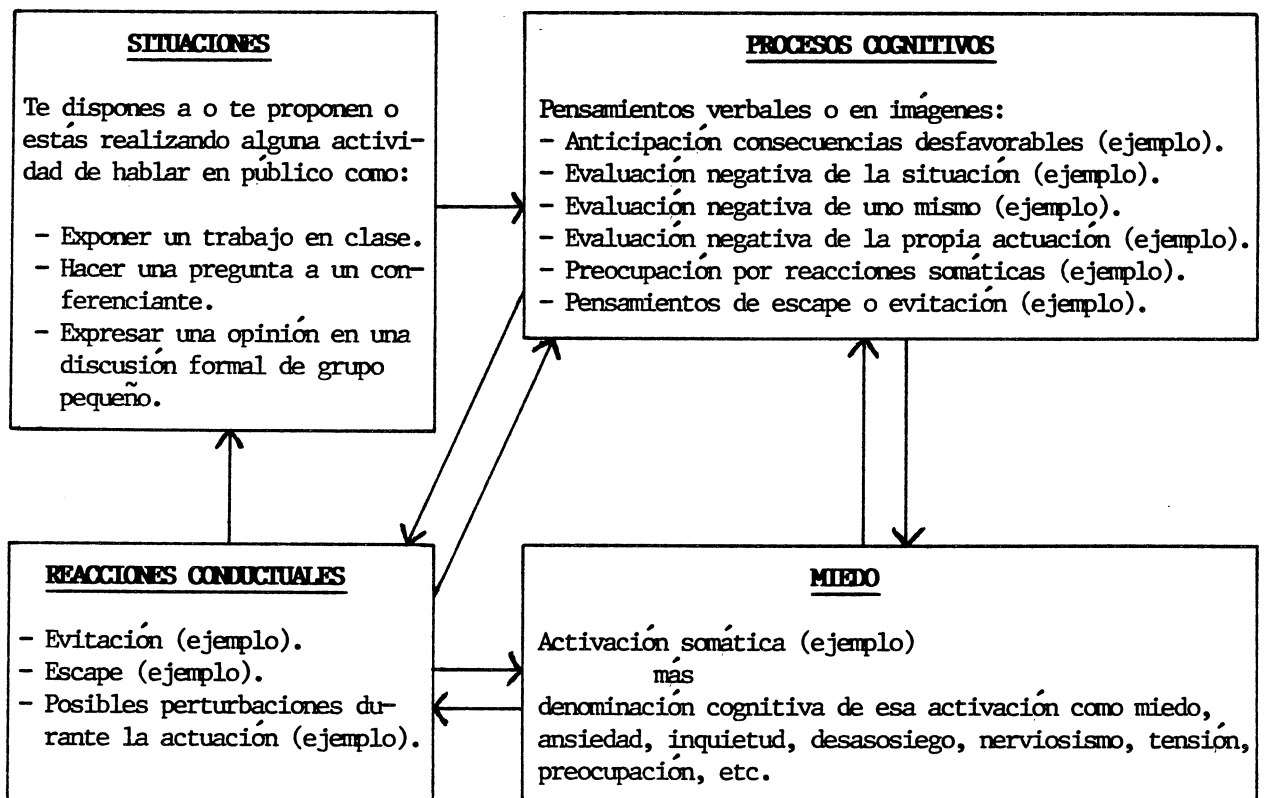 SITUACIONES
Te dispones a o te proponen o
estás realizando alguna activi-
dad de hablar en público como:
- Exponer un trabajo en clase.
- Hacer una pregunta a un con-
ferenciante.
- Expresar una opinión en una
discusión formal de grupo
pequeño.
PROCESOS COGNITIVOS
Pensamientos verbales o en imágenes:
- Anticipación consecuencias desfavorables (ejemplo).
- Evaluación negativa de la situación (ejemplo).
- Evaluación negativa de uno mismo (ejemplo).
- Evaluación negativa de la propia actuación (ejemplo).
- Preocupación por reacciones somáticas (ejemplo).
- Pensamientos de escape o evitación (ejemplo).
REACCIONES CONDUCTUALES
- Evitación (ejemplo).
- Escape (ejemplo).
- Posibles perturbaciones du-
rante la actuación (ejemplo).
MIEDO
Activación somática (ejemplo)
más
denominación cognitiva de esa activación como miedo,
ansiedad, inquietud, desasosiego, nerviosismo, tensión,
preocupación, etc.